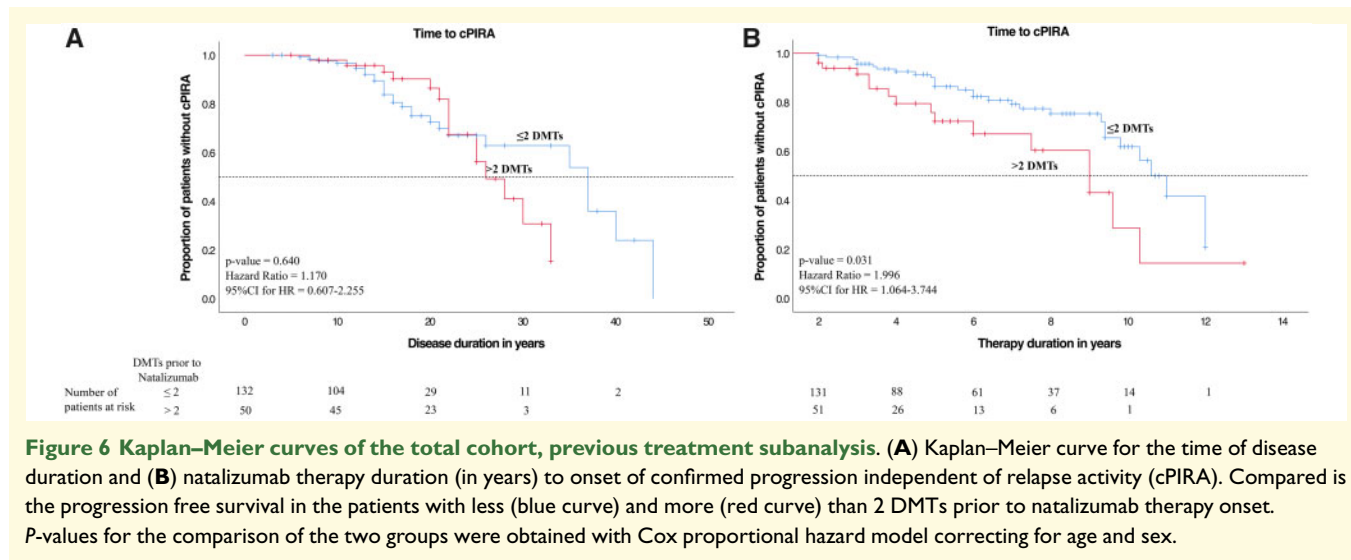 A
Time to cPIRA
Proportion of patients without cPIRA
1.0
0.8
0.6
0.4
0.2
0.0
≤2 DMTs
>2 DMTs
p-value = 0.640
Hazard Ratio = 1.170
95%CI for HR = 0.607-2.255
0 10 20 30 40 50
Disease duration in years
B
Time to cPIRA
Proportion of patients without cPIRA
1.0
0.8
0.6
0.4
0.2
0.0
≤2 DMTs
>2 DMTs
p-value = 0.031
Hazard Ratio = 1.996
95%CI for HR = 1.064-3.744
2 4 6 8 10 12 14
Therapy duration in years
DMTs prior to
Natalizumab
Number of ≤ 2 132 104 29 11 2 131 88 61 37 14 1
patients at risk > 2 50 45 23 3 51 26 13 6 1
Figure 6 Kaplan–Meier curves of the total cohort, previous treatment subanalysis. (A) Kaplan–Meier curve for the time of disease
duration and (B) natalizumab therapy duration (in years) to onset of confirmed progression independent of relapse activity (cPIRA). Compared is
the progression free survival in the patients with less (blue curve) and more (red curve) than 2 DMTs prior to natalizumab therapy onset.
P-values for the comparison of the two groups were obtained with Cox proportional hazard model correcting for age and sex.